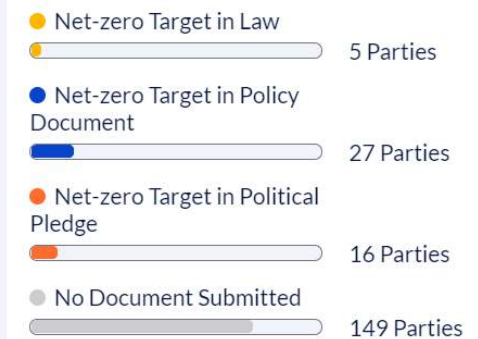 Net-zero Target in Law
5 Parties
Net-zero Target in Policy
Document
27 Parties
Net-zero Target in Political
Pledge
16 Parties
No Document Submitted
149 Parties